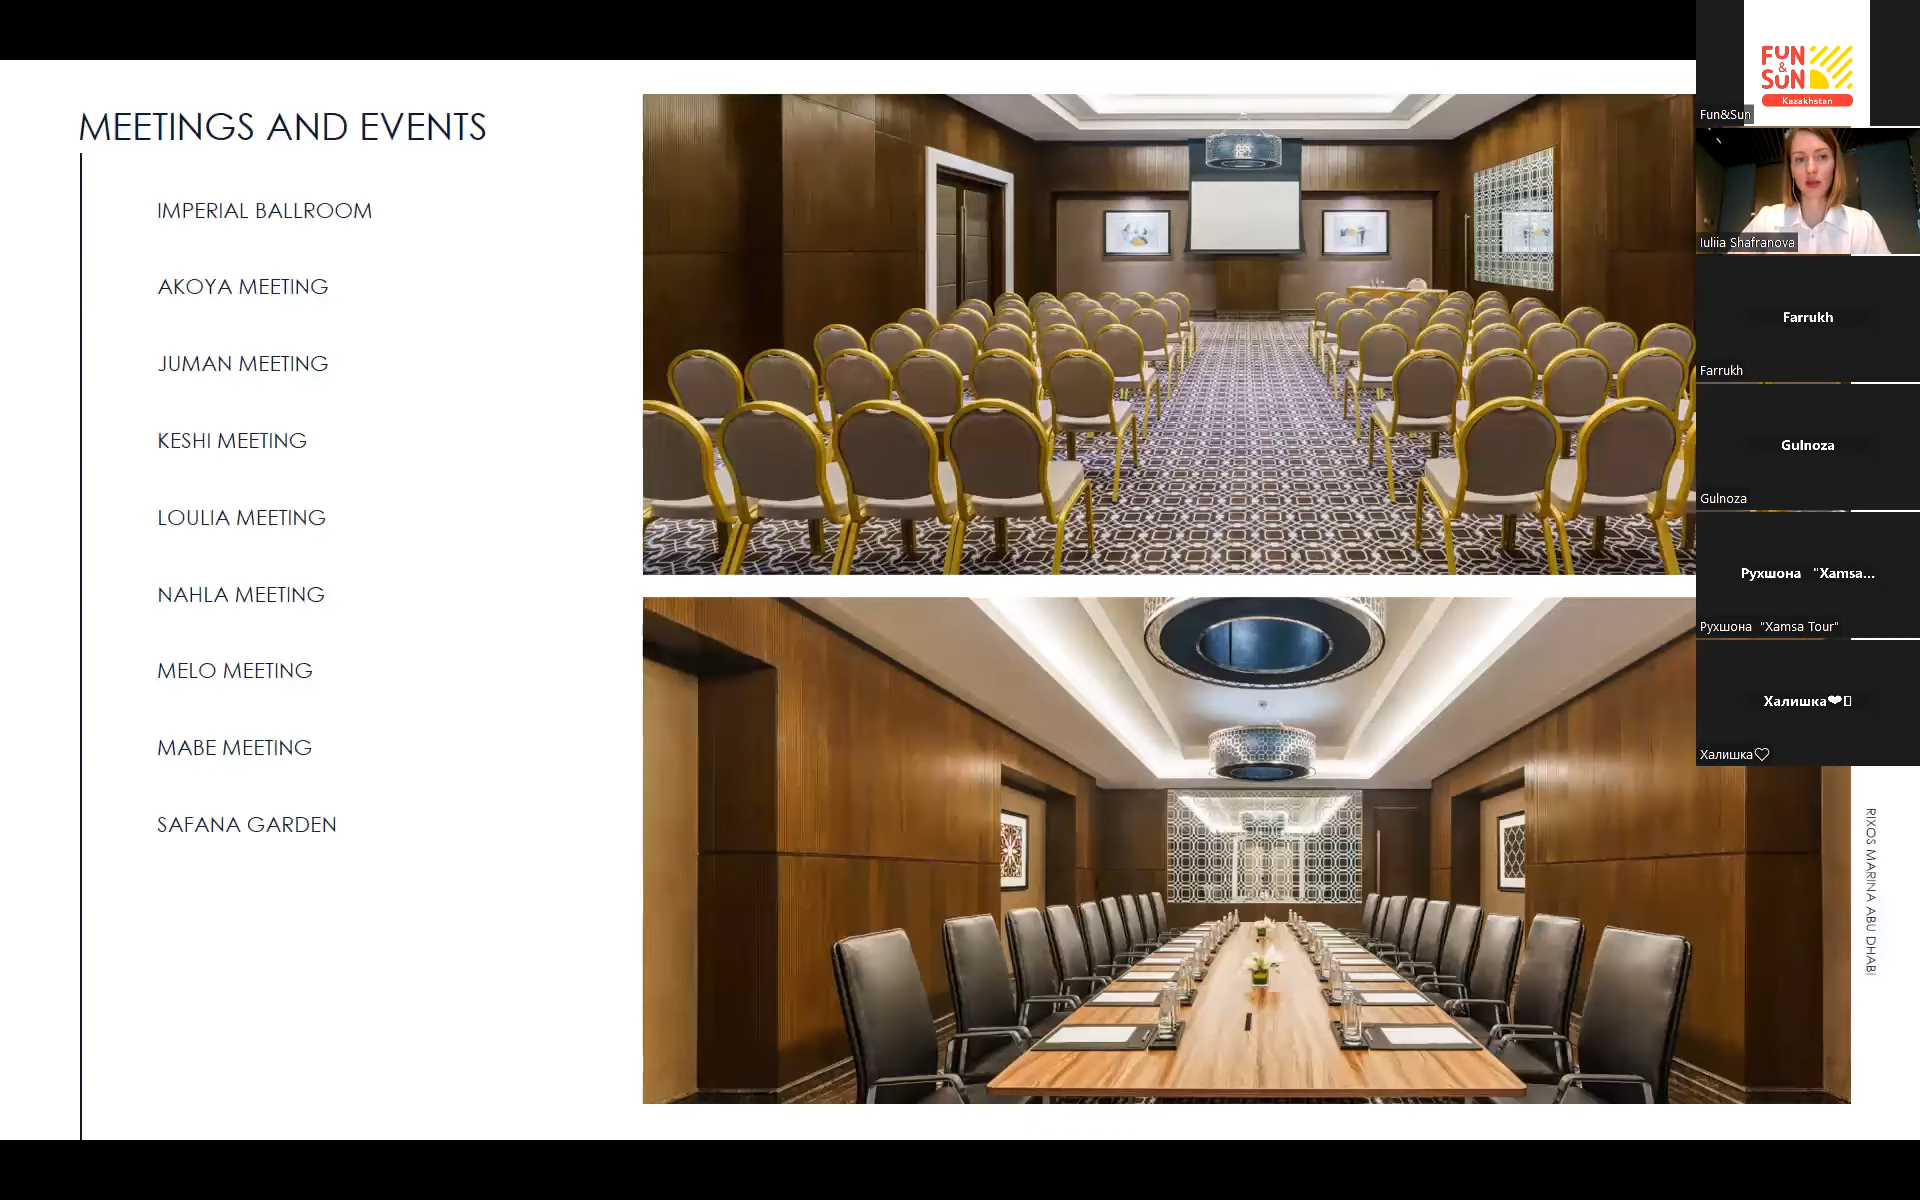 MEETINGS AND EVENTS
IMPERIAL BALLROOM
AKOYA MEETING
JUMAN MEETING
KESHI MEETING
LOULIA MEETING
NAHLA MEETING
MELO MEETING
MABE MEETING
SAFANA GARDEN
RIXOS MARINA ABU DHABI
FUN
&
SUN
Kazakhstan
Fun&Sun
Iuliia Shafranova
Farrukh
Farrukh
Gulnoza
Gulnoza
Рухшона "Xamsa...
Рухшона "Xamsa Tour"
Халишка❤
Халишка♡